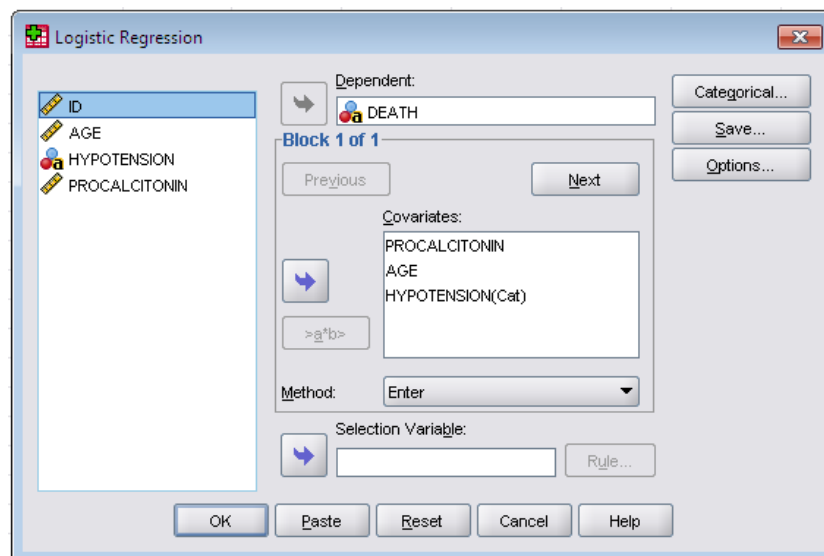 Logistic Regression
ID
AGE
HYPOTENSION
PROCALCITONIN
Dependent:
DEATH
Block 1 of 1
Previous
Next
Covariates:
PROCALCITONIN
AGE
HYPOTENSION(Cat)
>a*b>
Method:
Enter
Selection Variable:
Rule...
Categorical...
Save...
Options...
OK
Paste
Reset
Cancel
Help